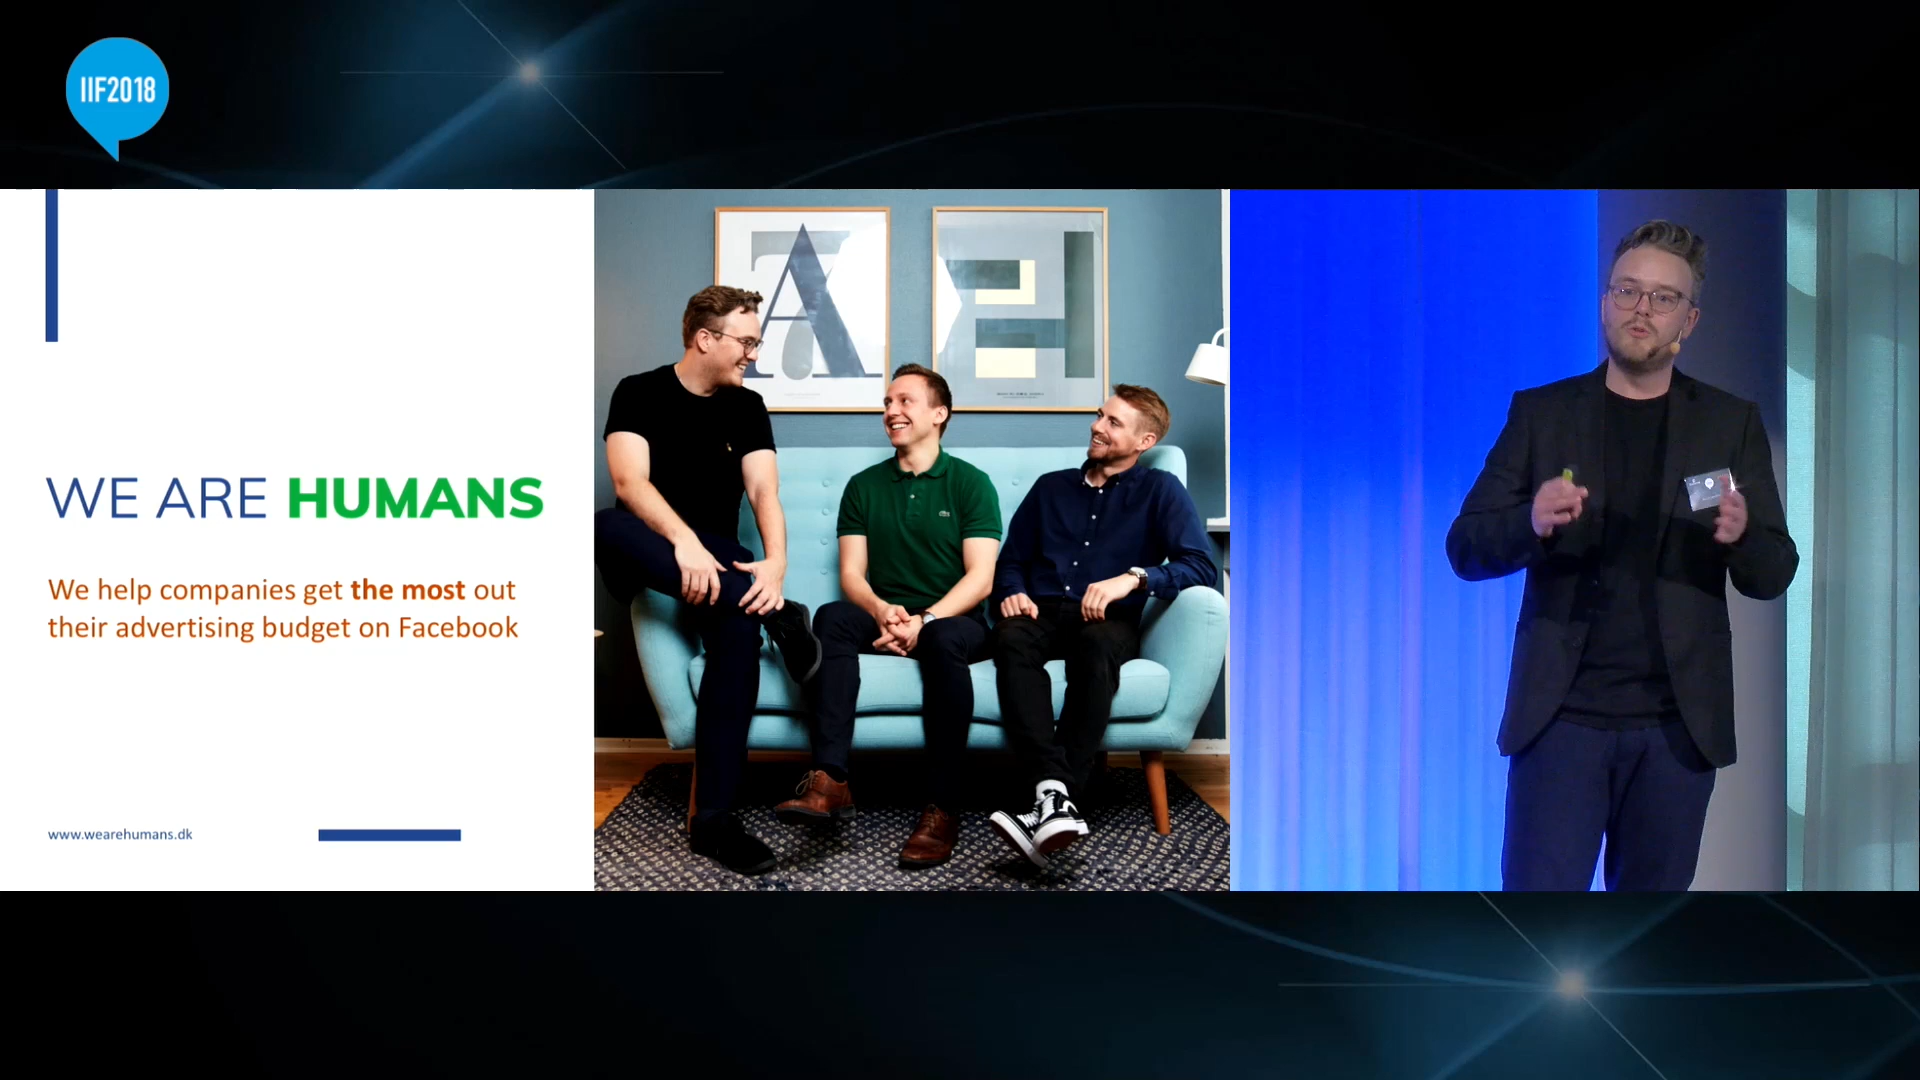 IIF2018
WE ARE HUMANS
We help companies get the most out
their advertising budget on Facebook
www.wearehumans.dk